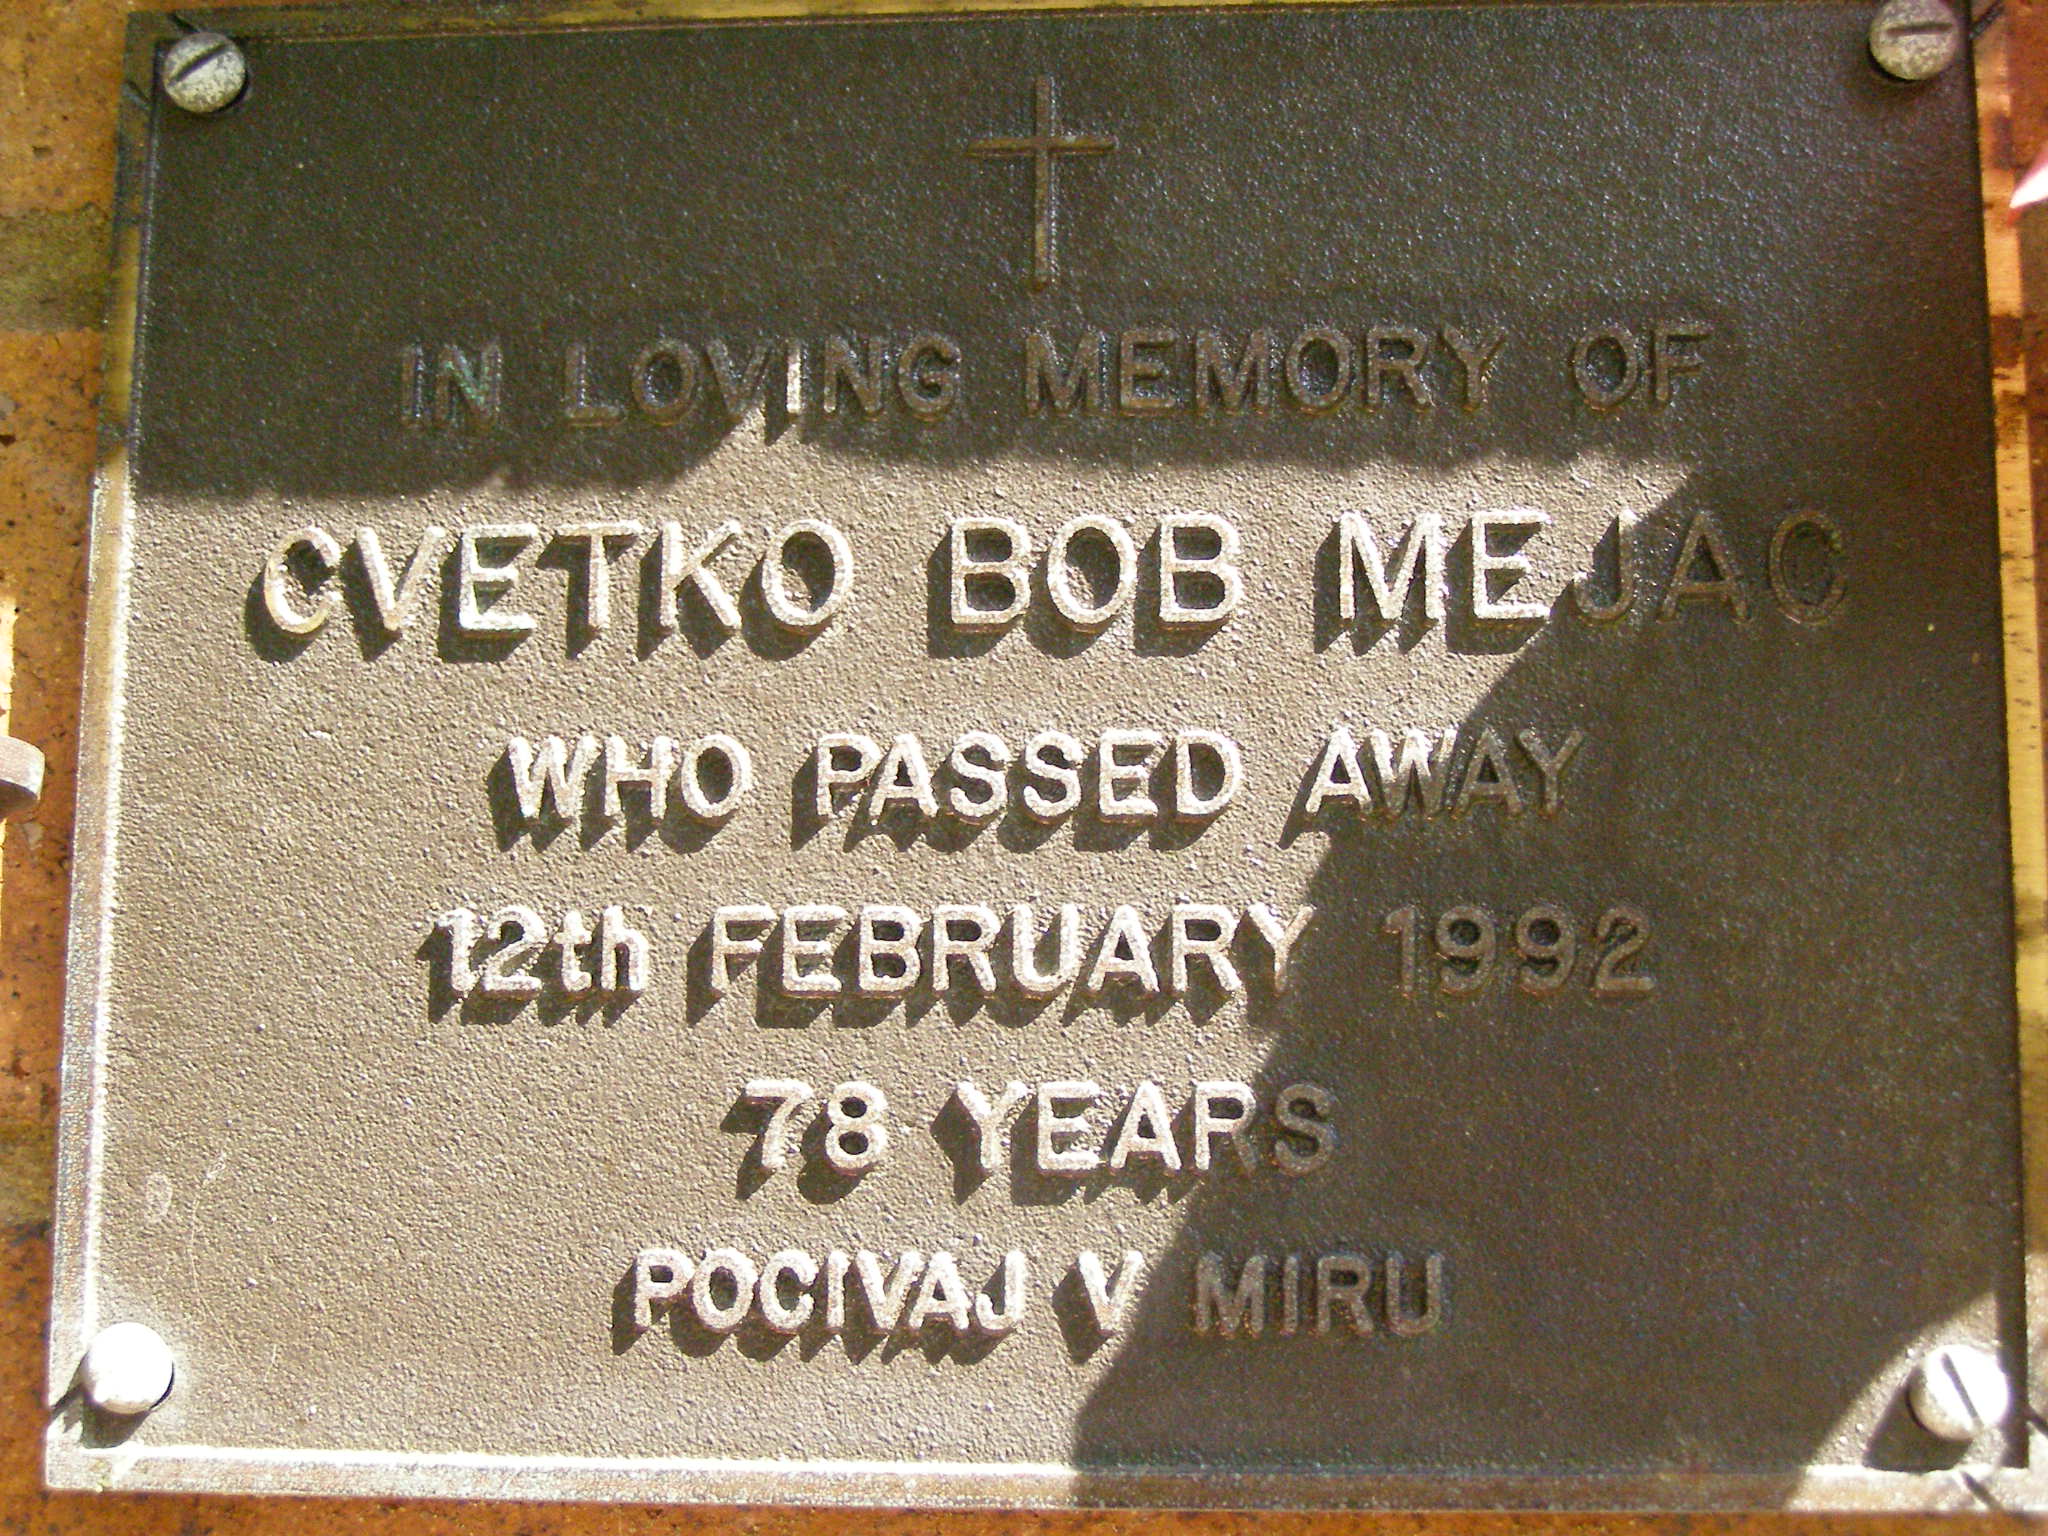 IN LOVING MEMORY OF
CVETKO BOB MEJAC
WHO PASSED AWAY
12th FEBRUARY 1992
78 YEARS
POCIVAJ V MIRU